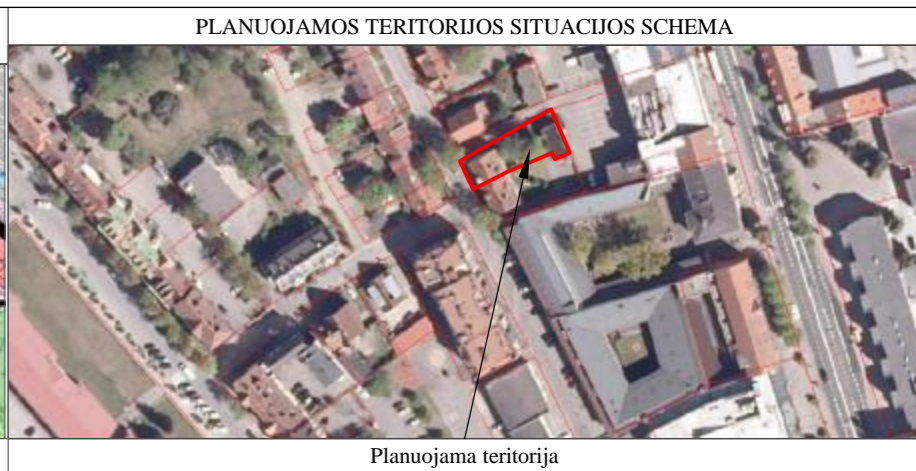 PLANUOJAMOS TERITORIJOS SITUACIJOS SCHEMA
Planuojama teritorija